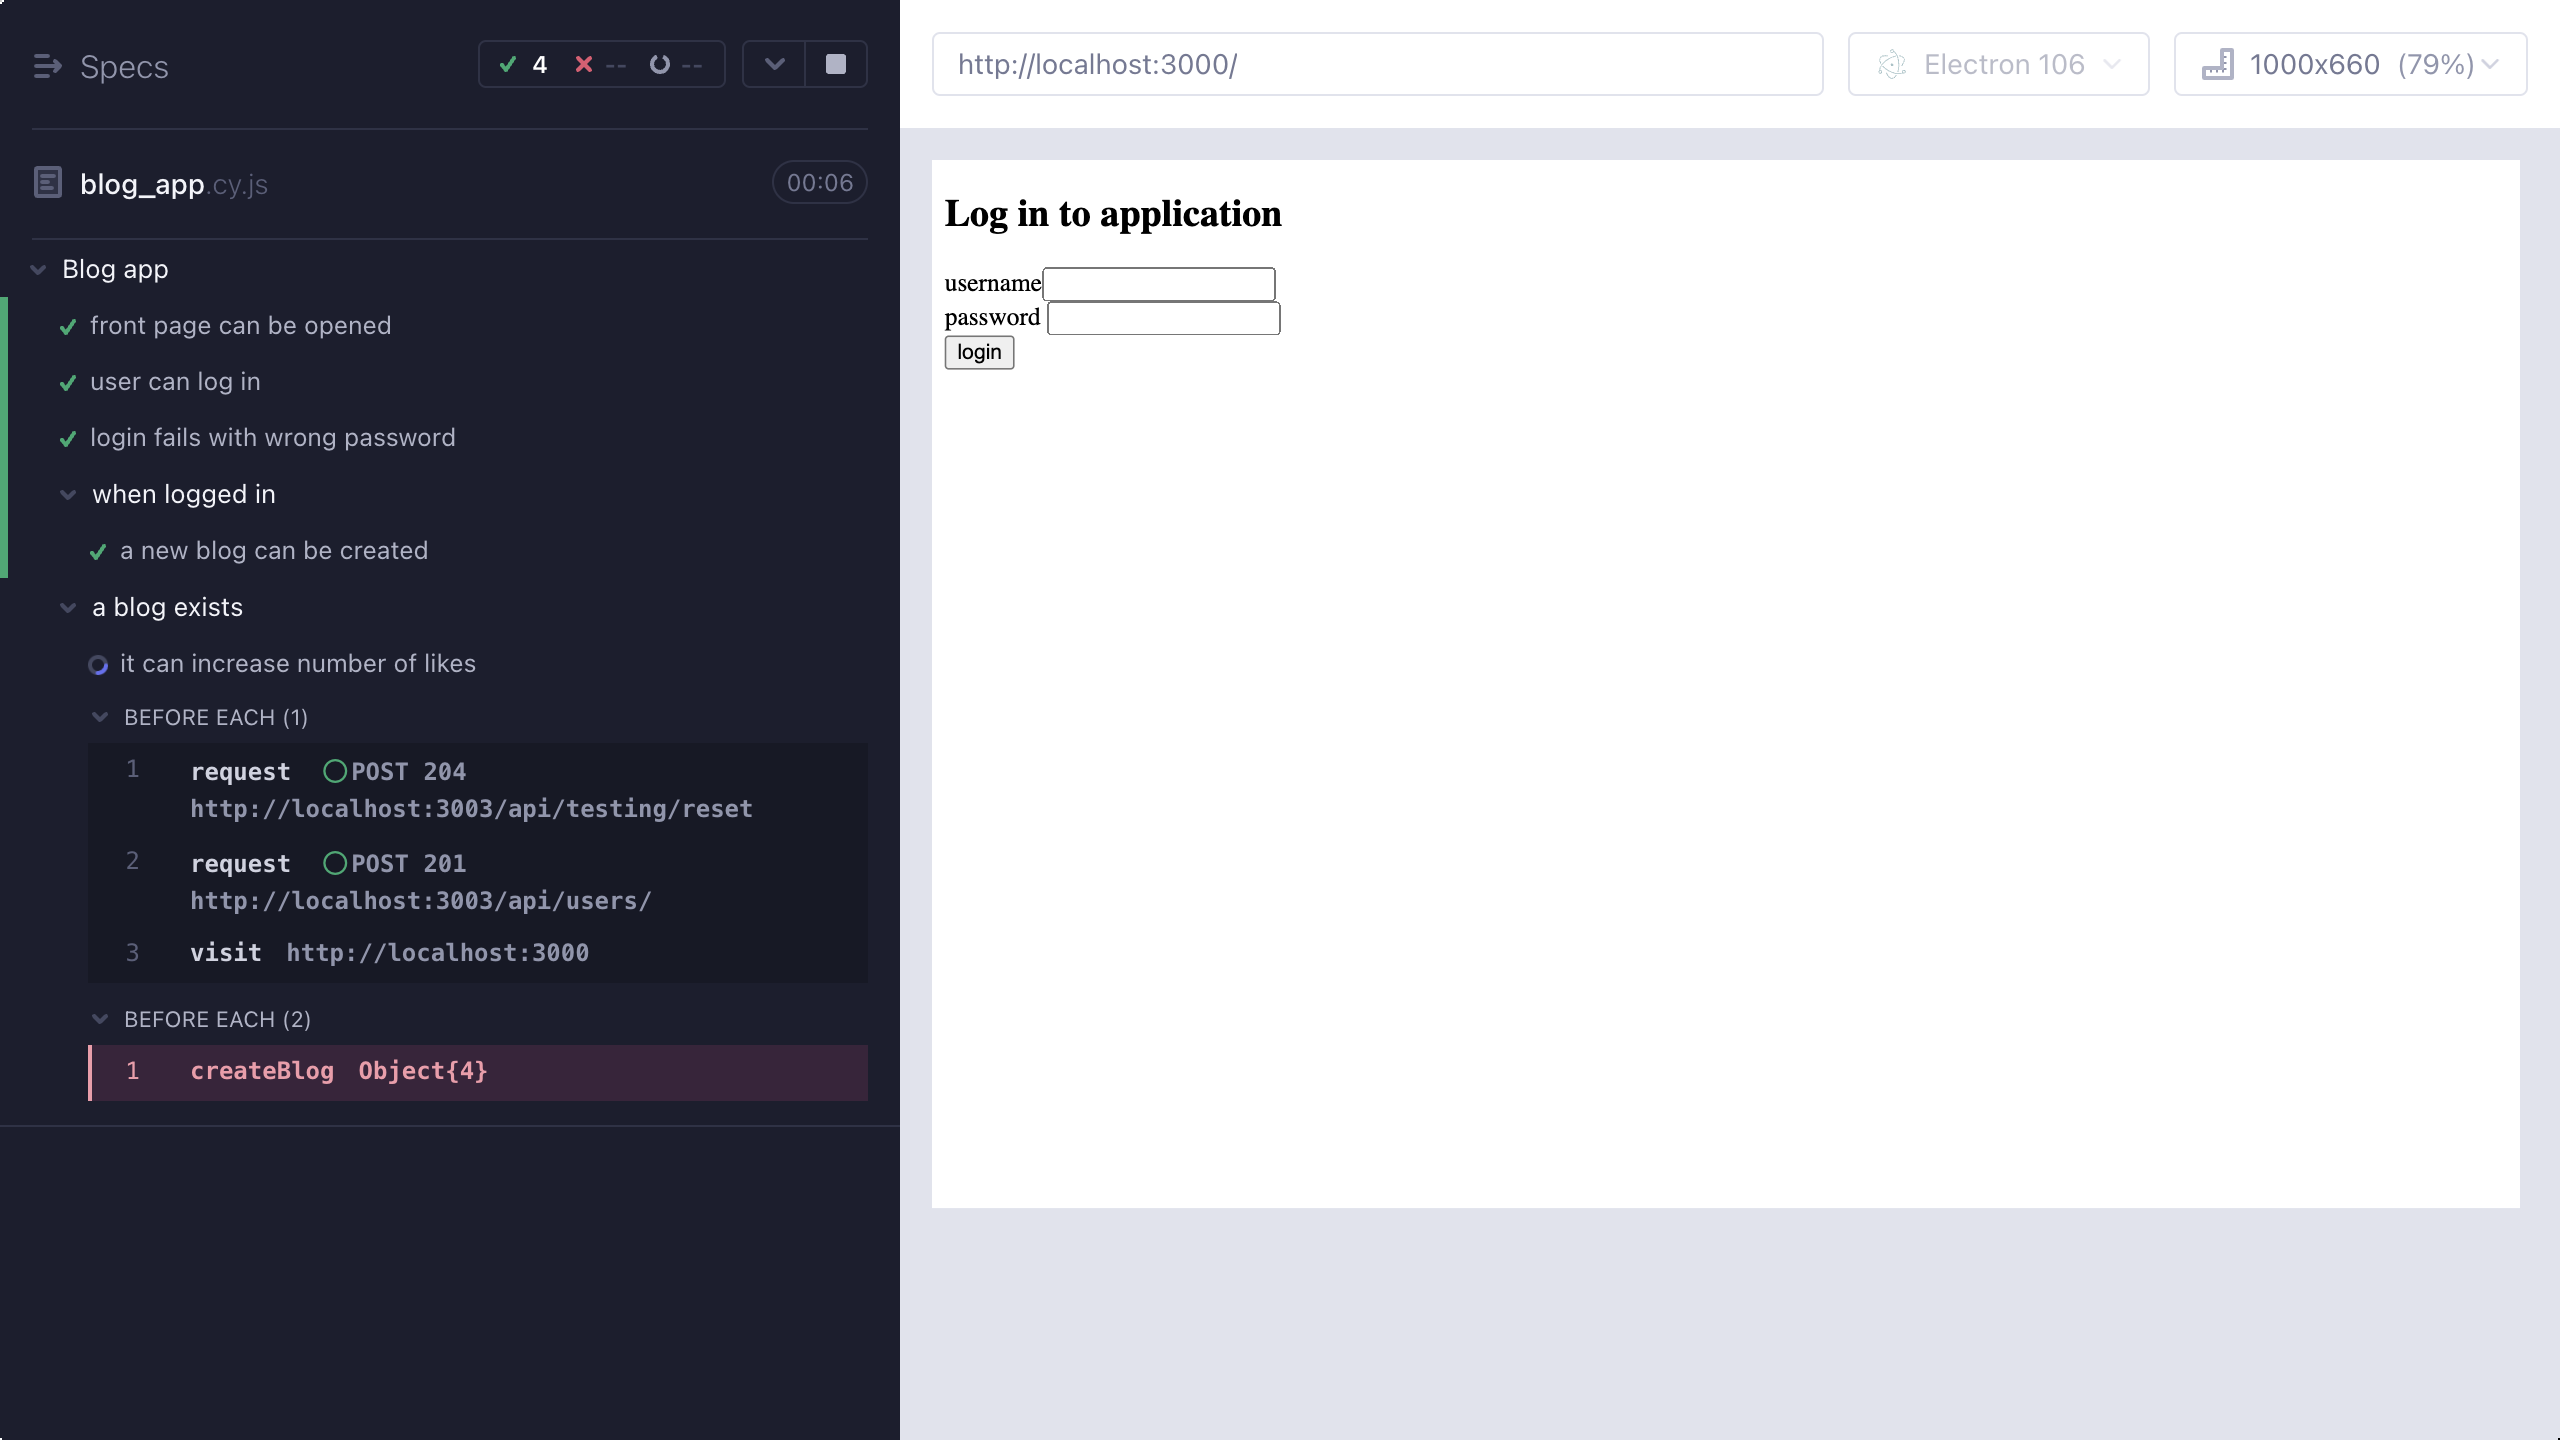 Specs
4 -- --
blog_app.cy.js
00:06
Blog app
front page can be opened
user can log in
login fails with wrong password
when logged in
a new blog can be created
a blog exists
it can increase number of likes
BEFORE EACH (1)
1 request POST 204
http://localhost:3003/api/testing/reset
2 request POST 201
http://localhost:3003/api/users/
3 visit http://localhost:3000
BEFORE EACH (2)
1 createBlog Object{4}
http://localhost:3000/
Electron 106
1000x660 (79%)
Log in to application
username
password
login